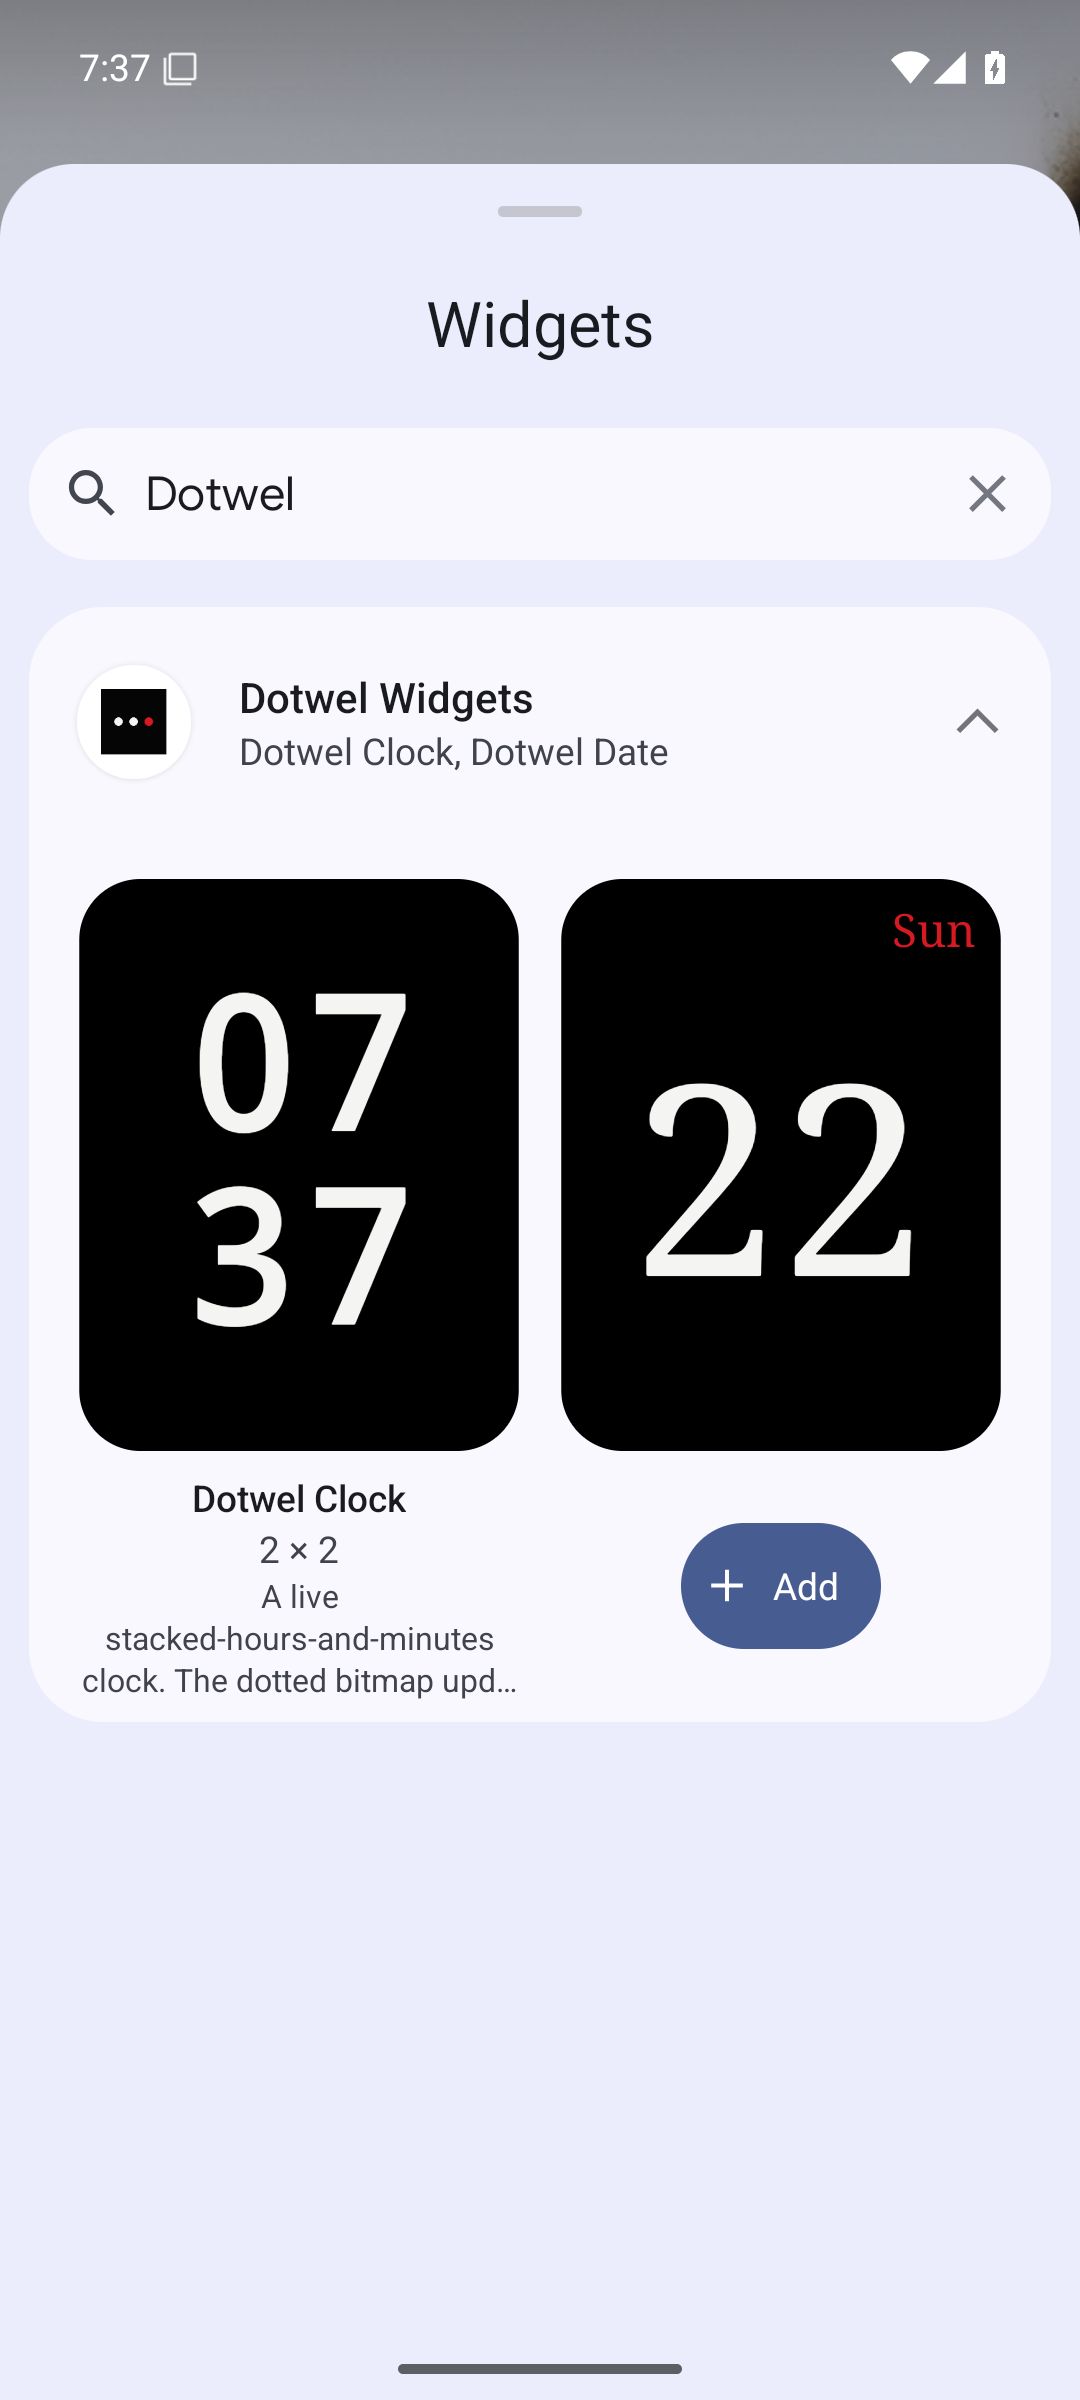 7:37
Widgets
Dotwel
Dotwel Widgets
Dotwel Clock, Dotwel Date
07
37
Sun
22
Dotwel Clock
2 × 2
A live
stacked-hours-and-minutes
clock. The dotted bitmap upd...
Add